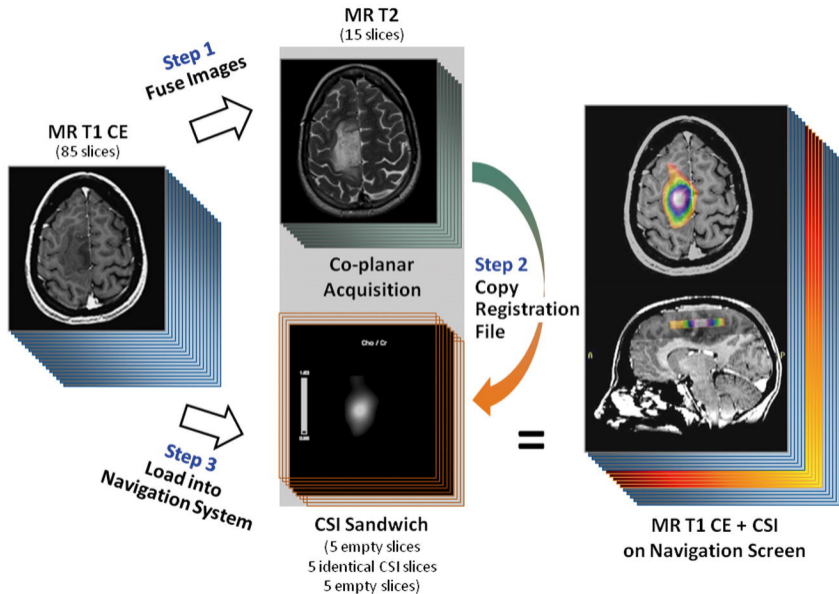 MR T2
(15 slices)
Step 1
Fuse Images
MR T1 CE
(85 slices)
Co-planar
Acquisition
Step 2
Copy
Registration
File
Cho / Cr
Step 3
Load into
Navigation System
=
CSI Sandwich
(5 empty slices
5 identical CSI slices
5 empty slices)
A
P
MR T1 CE + CSI
on Navigation Screen